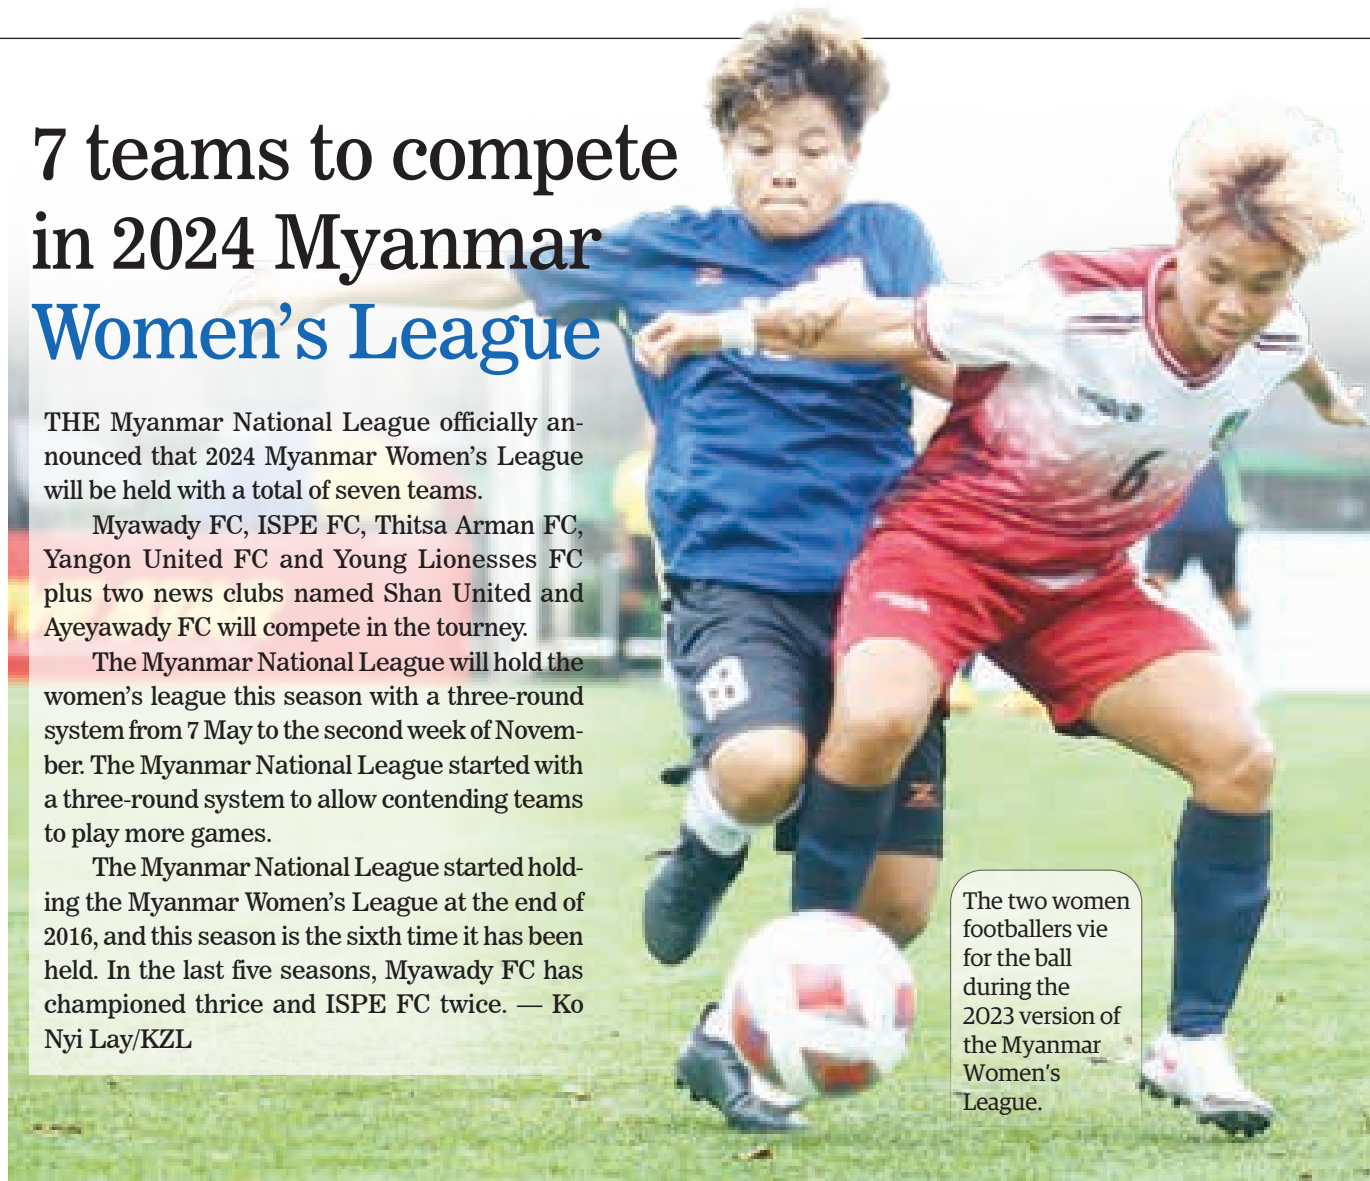 7 teams to compete
in 2024 Myanmar
Women’s League
THE Myanmar National League officially an-
nounced that 2024 Myanmar Women’s League
will be held with a total of seven teams.
Myawady FC, ISPE FC, Thitsa Arman FC,
Yangon United FC and Young Lionesses FC
plus two news clubs named Shan United and
Ayeyawady FC will compete in the tourney.
The Myanmar National League will hold the
women’s league this season with a three-round
system from 7 May to the second week of Novem-
ber. The Myanmar National League started with
a three-round system to allow contending teams
to play more games.
The Myanmar National League started hold-
ing the Myanmar Women’s League at the end of
2016, and this season is the sixth time it has been
held. In the last five seasons, Myawady FC has
championed thrice and ISPE FC twice. — Ko
Nyi Lay/KZL
6
The two women
footballers vie
for the ball
during the
2023 version of
the Myanmar
Women’s
League.